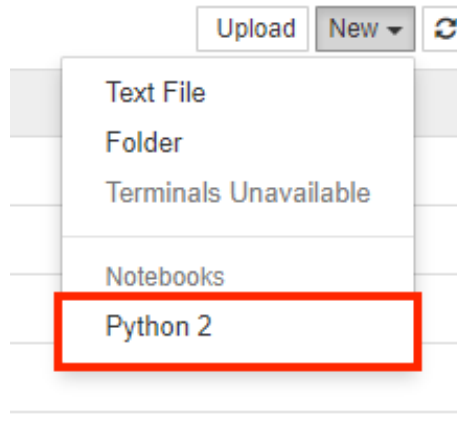 Upload New
Text File
Folder
Terminals Unavailable
Notebooks
Python 2